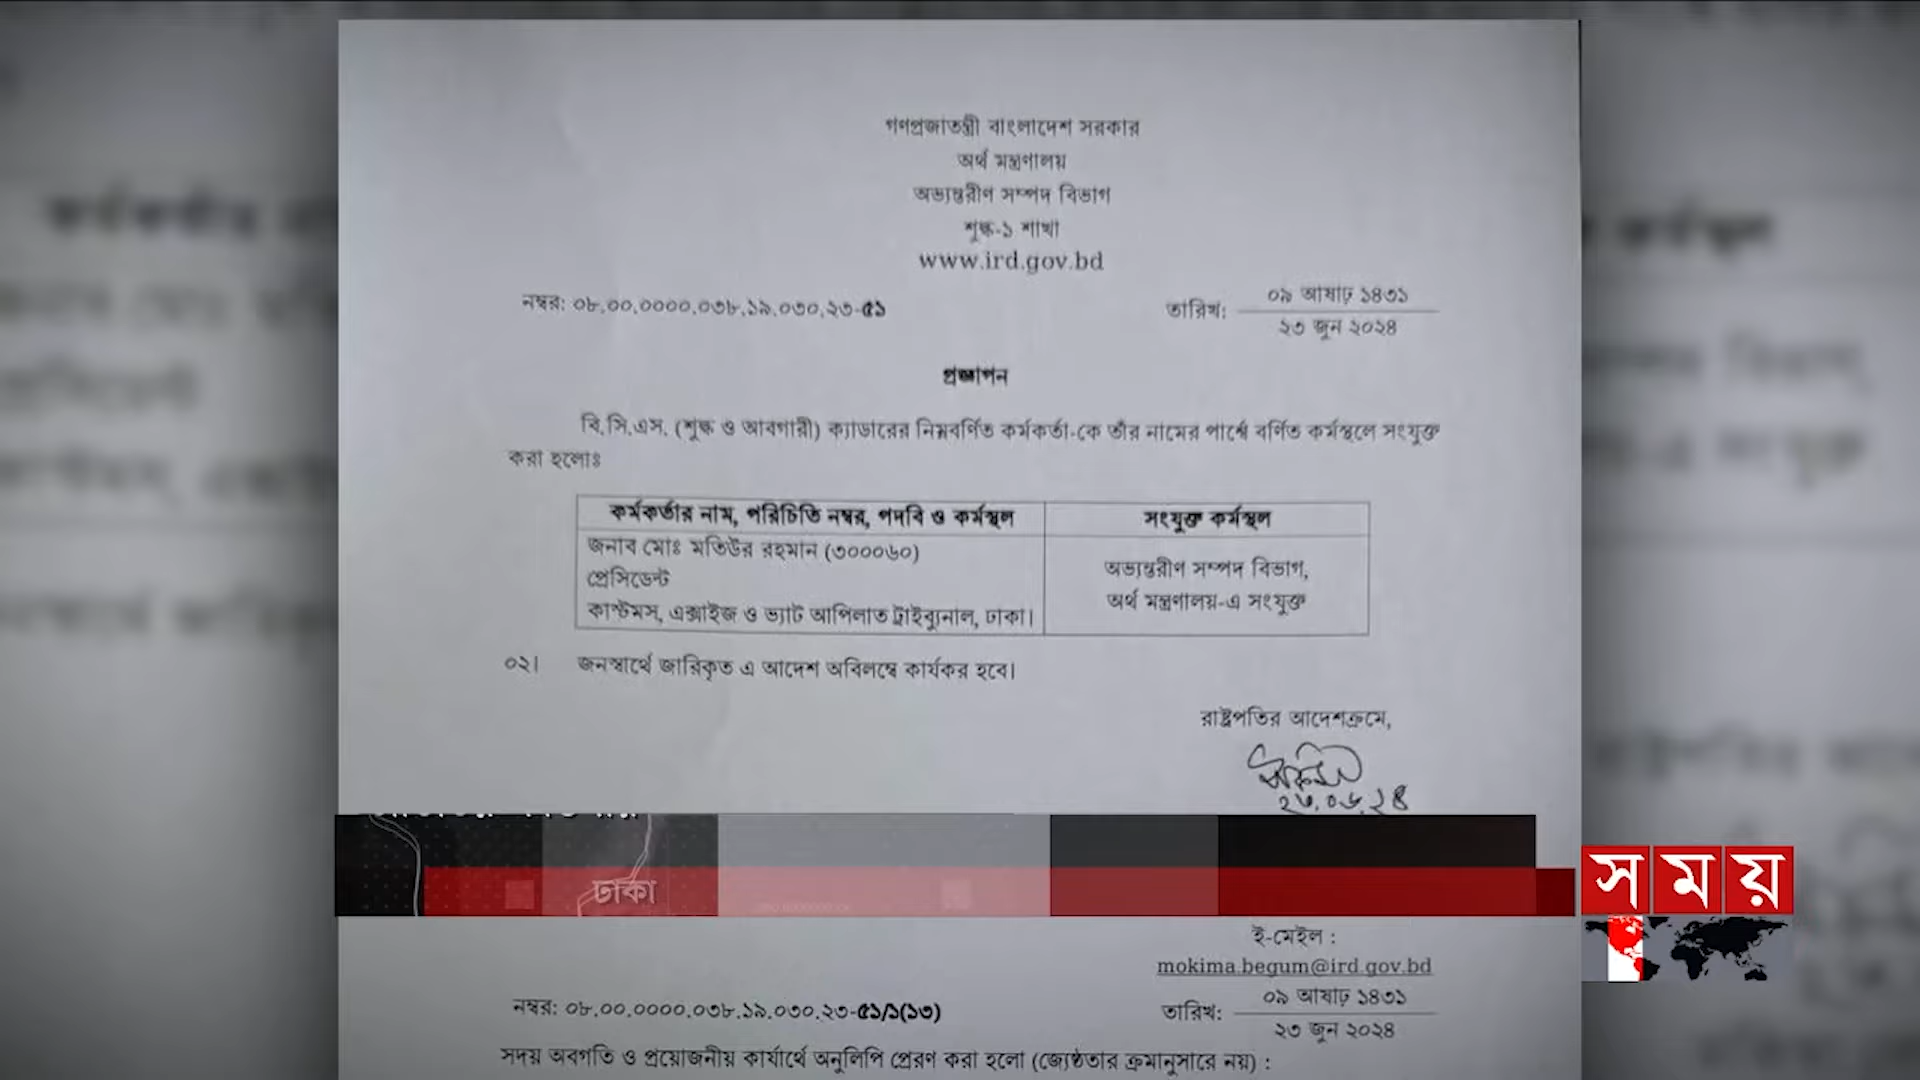 গণপ্রজাতন্ত্রী বাংলাদেশ সরকার
অর্থ মন্ত্রণালয়
অভ্যন্তরীণ সম্পদ বিভাগ
শুল্ক-১ শাখা
www.ird.gov.bd
নম্বর: ০৮.০০.০০০০.০৩৮.১৯.০৩০.২৩-৫১
তারিখ: ০৯ আষাঢ় ১৪৩১
২৩ জুন ২০২৪
প্রজ্ঞাপন
বি.সি.এস. (শুল্ক ও আবগারী) ক্যাডারের নিম্নবর্ণিত কর্মকর্তা-কে তাঁর নামের পার্শ্বে বর্ণিত কর্মস্থলে সংযুক্ত
করা হলোঃ
কর্মকর্তার নাম, পরিচিতি নম্বর, পদবি ও কর্মস্থল
সংযুক্ত কর্মস্থল
জনাব মোঃ মতিউর রহমান (৩০০০৬০)
প্রেসিডেন্ট
কাস্টমস, এক্সাইজ ও ভ্যাট আপিলাত ট্রাইব্যুনাল, ঢাকা।
অভ্যন্তরীণ সম্পদ বিভাগ,
অর্থ মন্ত্রণালয়-এ সংযুক্ত
০২। জনস্বার্থে জারিকৃত এ আদেশ অবিলম্বে কার্যকর হবে।
রাষ্ট্রপতির আদেশক্রমে,
২৩.০৬.২৪
ঢাকা
সময়
ই-মেইল :
mokima.begum@ird.gov.bd
নম্বর: ০৮.০০.০০০০.০৩৮.১৯.০৩০.২৩-৫১/১(১৩)
তারিখ: ০৯ আষাঢ় ১৪৩১
২৩ জুন ২০২৪
সদয় অবগতি ও প্রয়োজনীয় কার্যার্থে অনুলিপি প্রেরণ করা হলো (জ্যেষ্ঠতার ক্রমানুসারে নয়) :